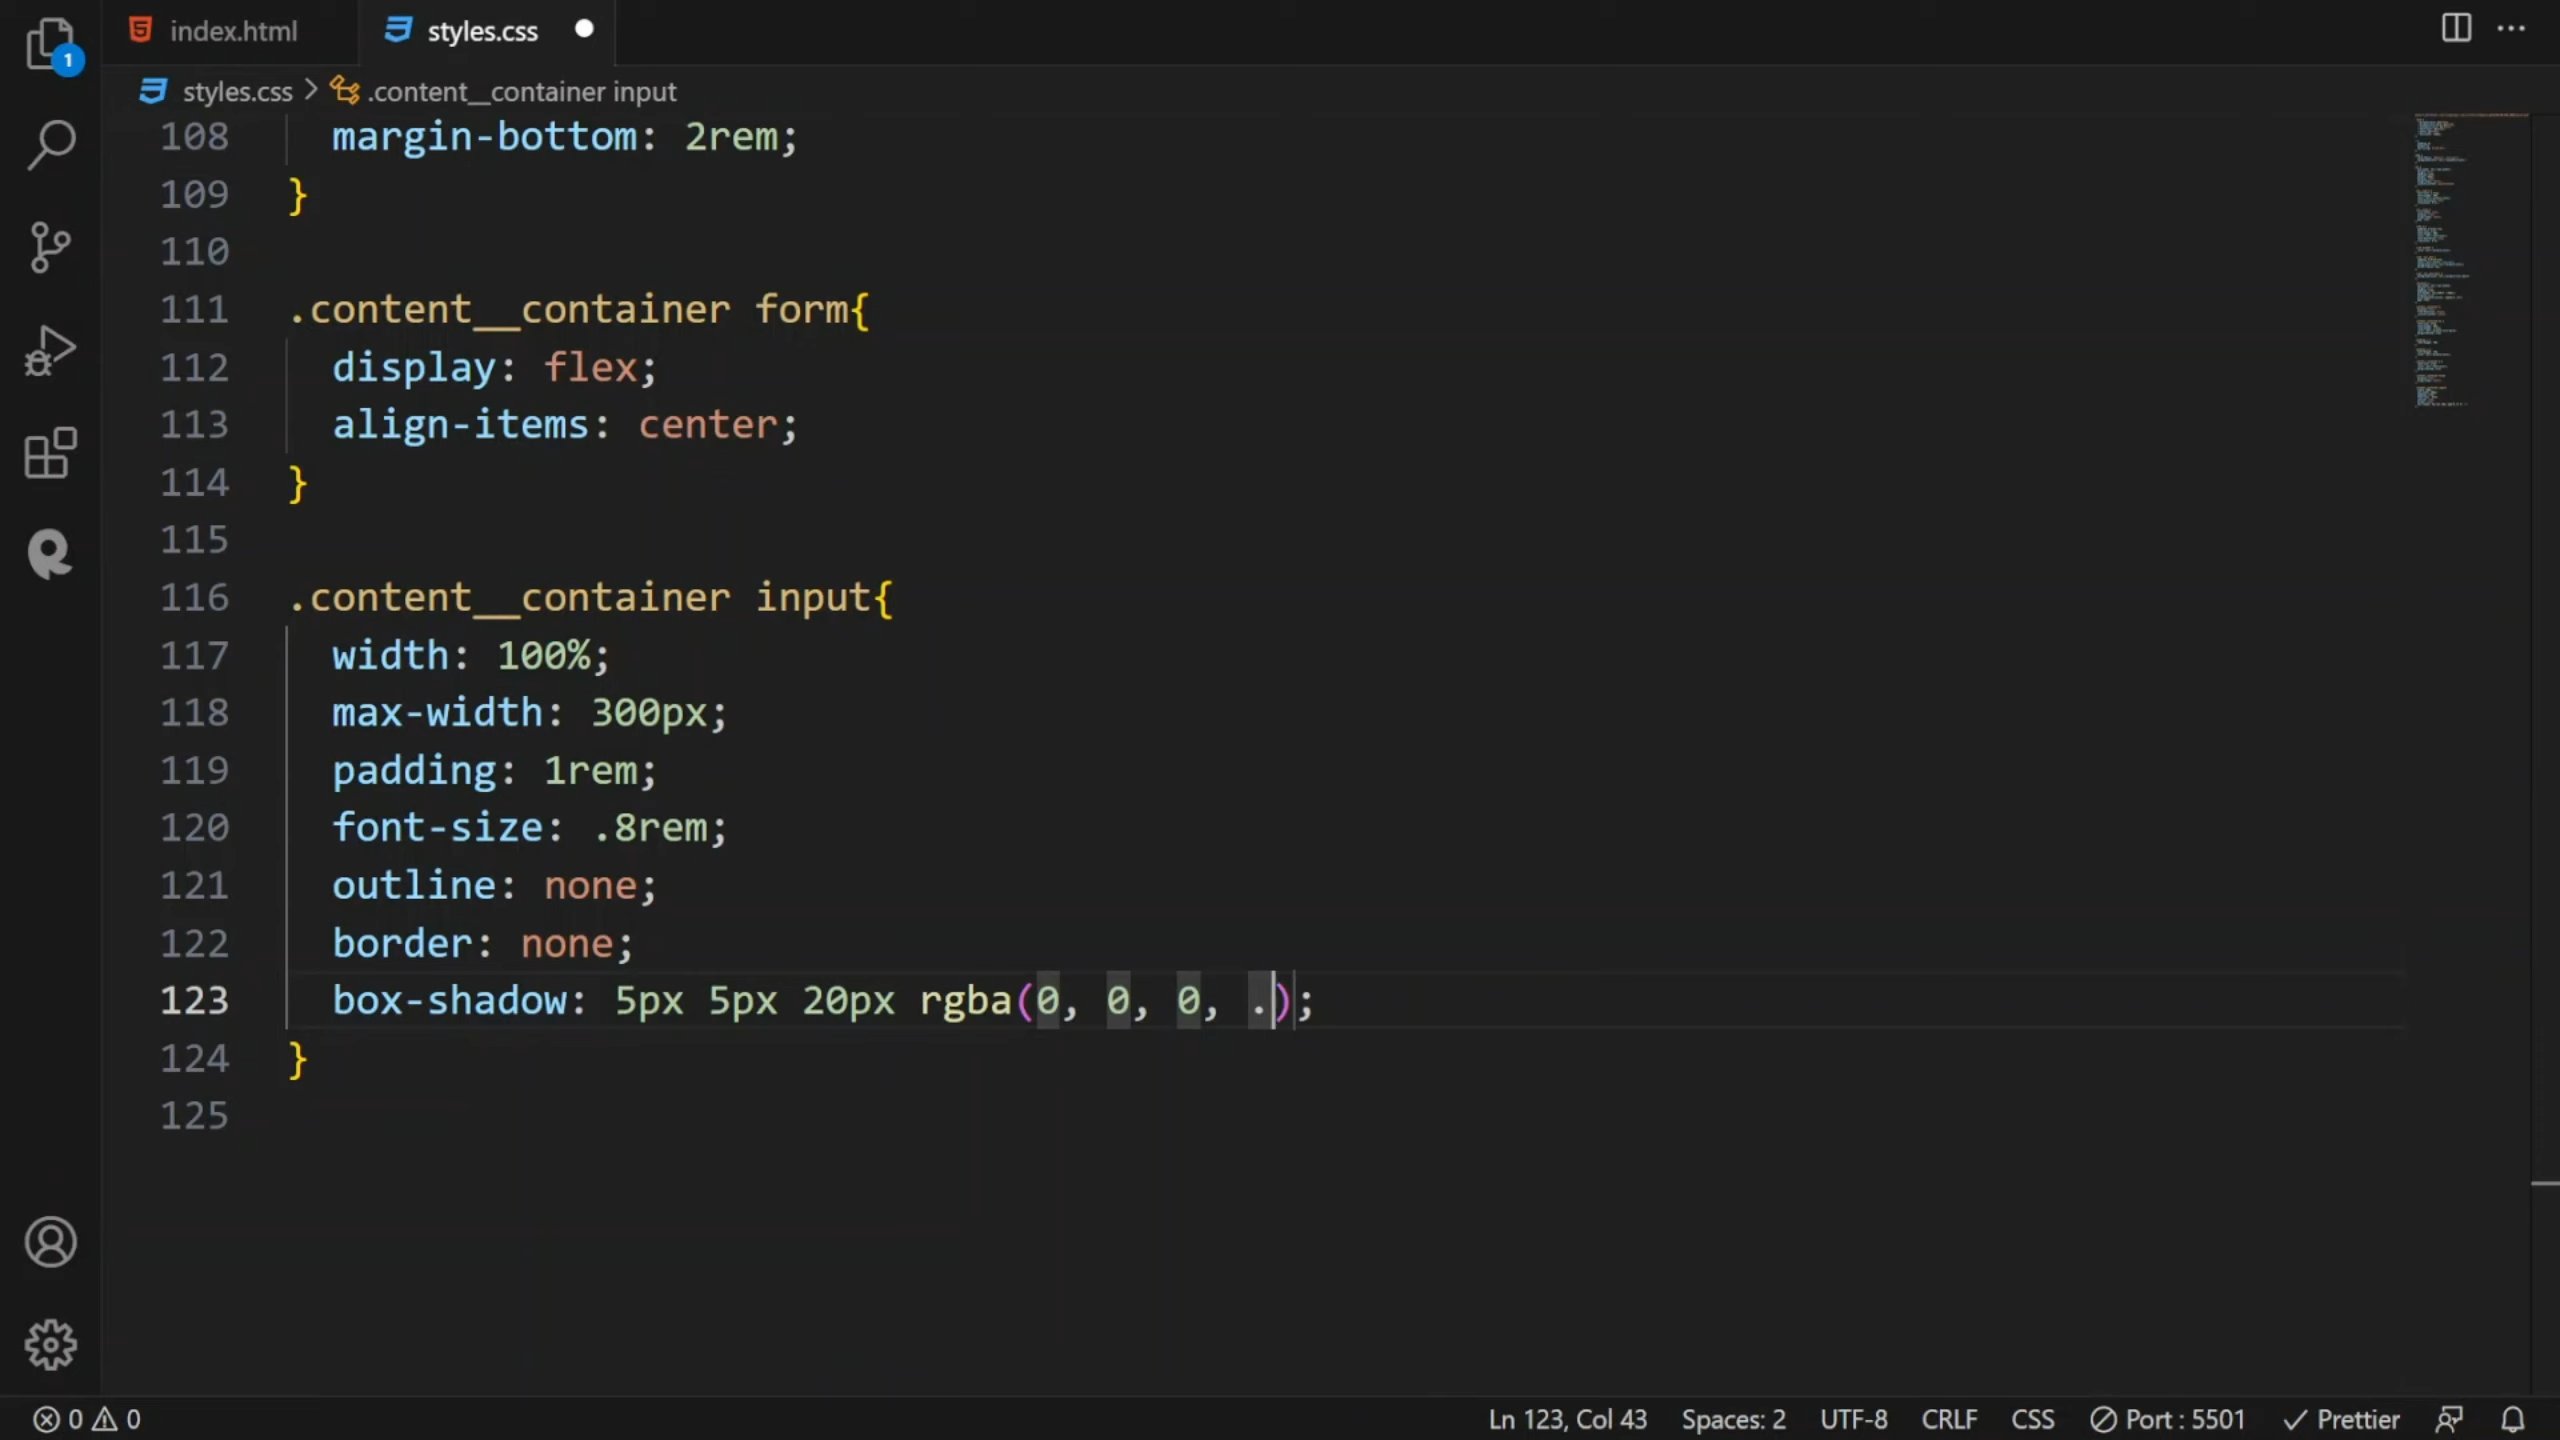 1
index.html
styles.css
styles.css > .content__container input
108 margin-bottom: 2rem;
109 }
110
111 .content__container form{
112 display: flex;
113 align-items: center;
114 }
115
116 .content__container input{
117 width: 100%;
118 max-width: 300px;
119 padding: 1rem;
120 font-size: .8rem;
121 outline: none;
122 border: none;
123 box-shadow: 5px 5px 20px rgba(0, 0, 0, .);
124 }
125
0 0 Ln 123, Col 43 Spaces: 2 UTF-8 CRLF CSS Port : 5501 Prettier